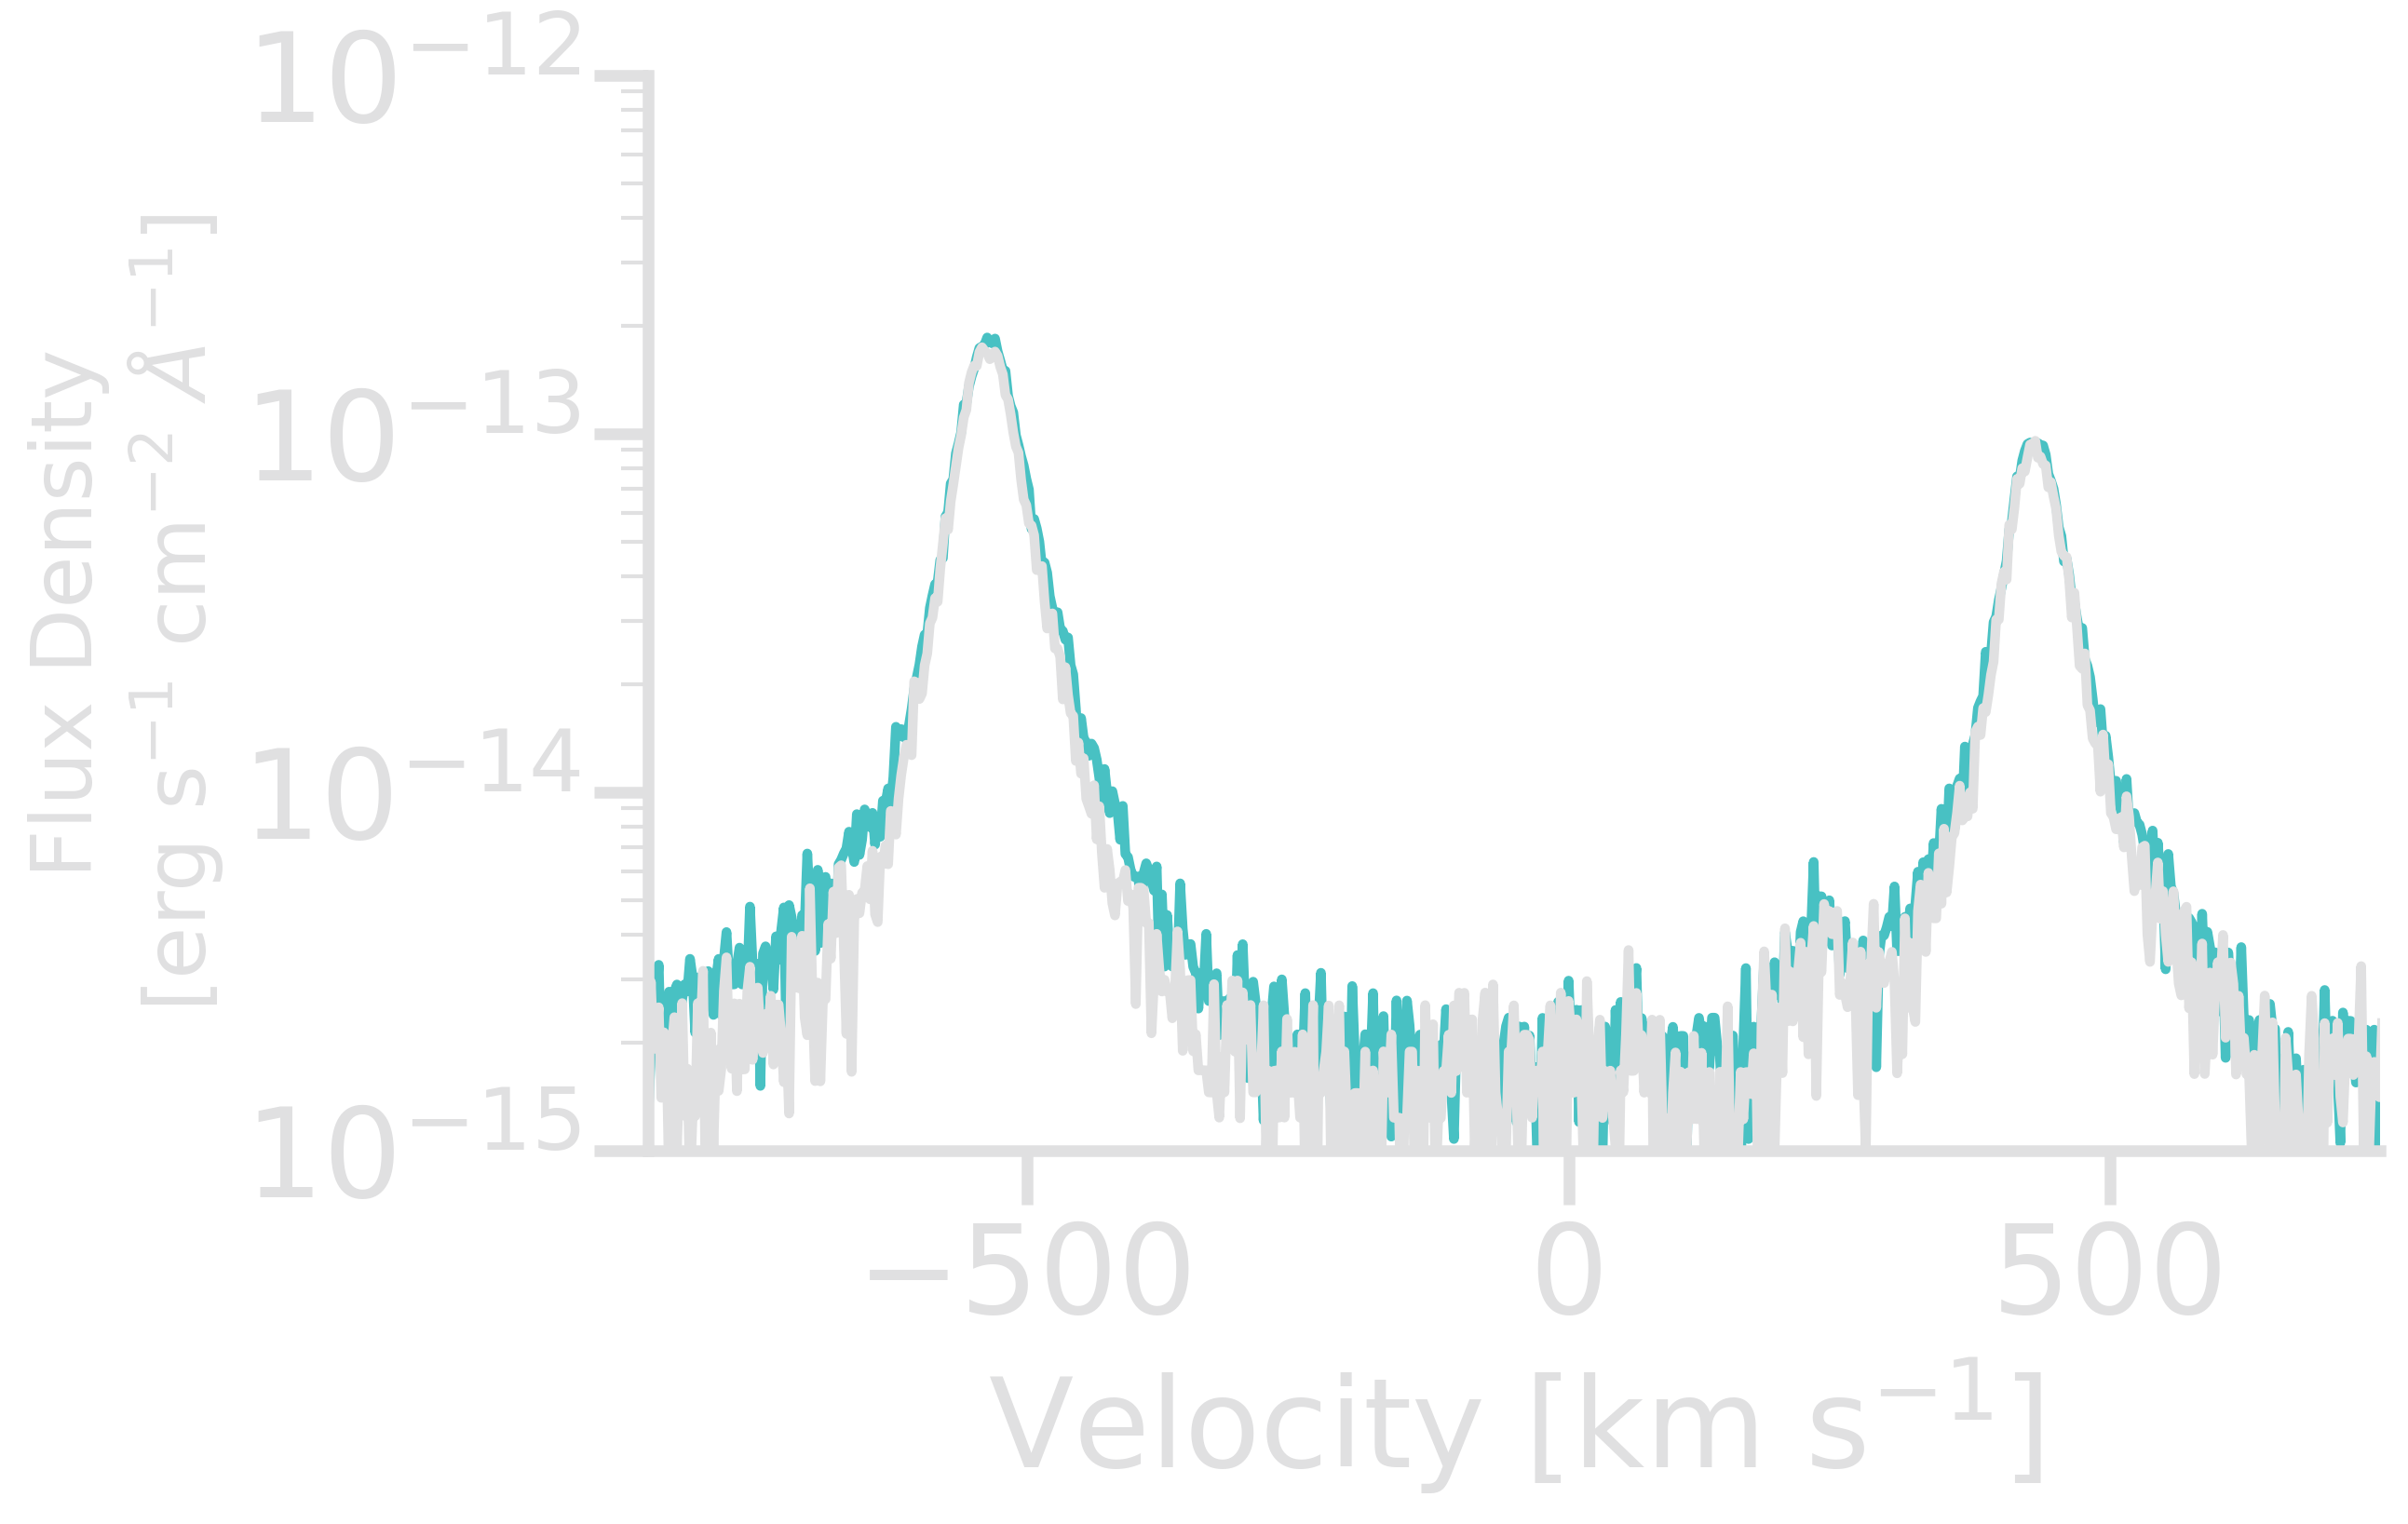 Flux Density
[erg s⁻¹ cm⁻² Å⁻¹]
10⁻¹²
10⁻¹³
10⁻¹⁴
10⁻¹⁵
−500 0 500
Velocity [km s⁻¹]